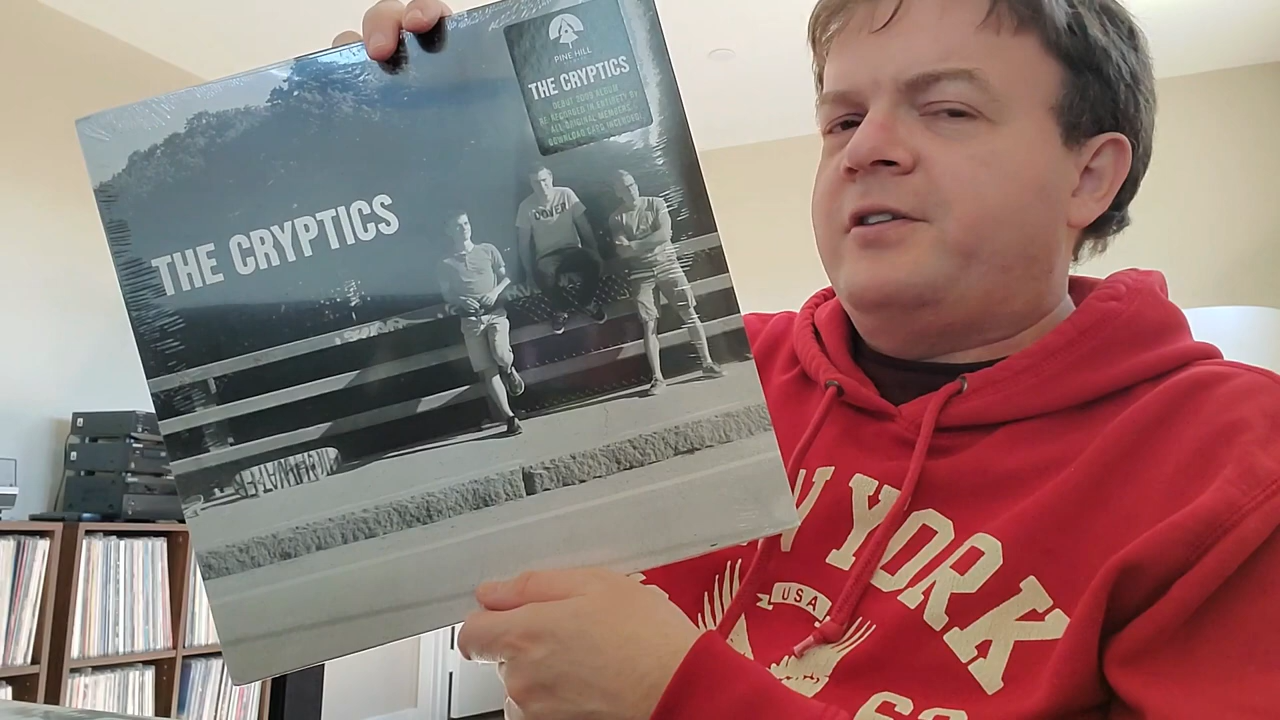 PINE HILL
THE CRYPTICS
DEBUT 2009 ALBUM
RE-RECORDED IN ENTIRETY BY
ALL ORIGINAL MEMBERS.
DOWNLOAD CARD INCLUDED
THE CRYPTICS
DOVER
NEW YORK
USA